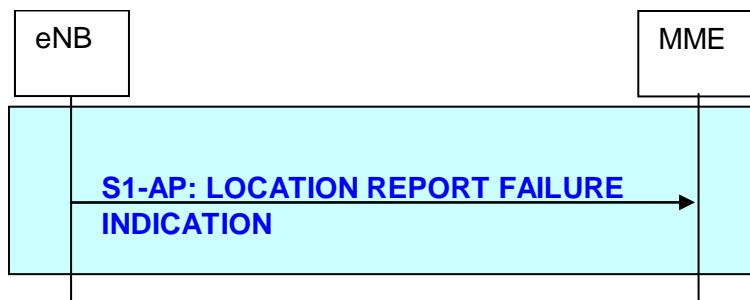 eNB
MME
S1-AP: LOCATION REPORT FAILURE
INDICATION